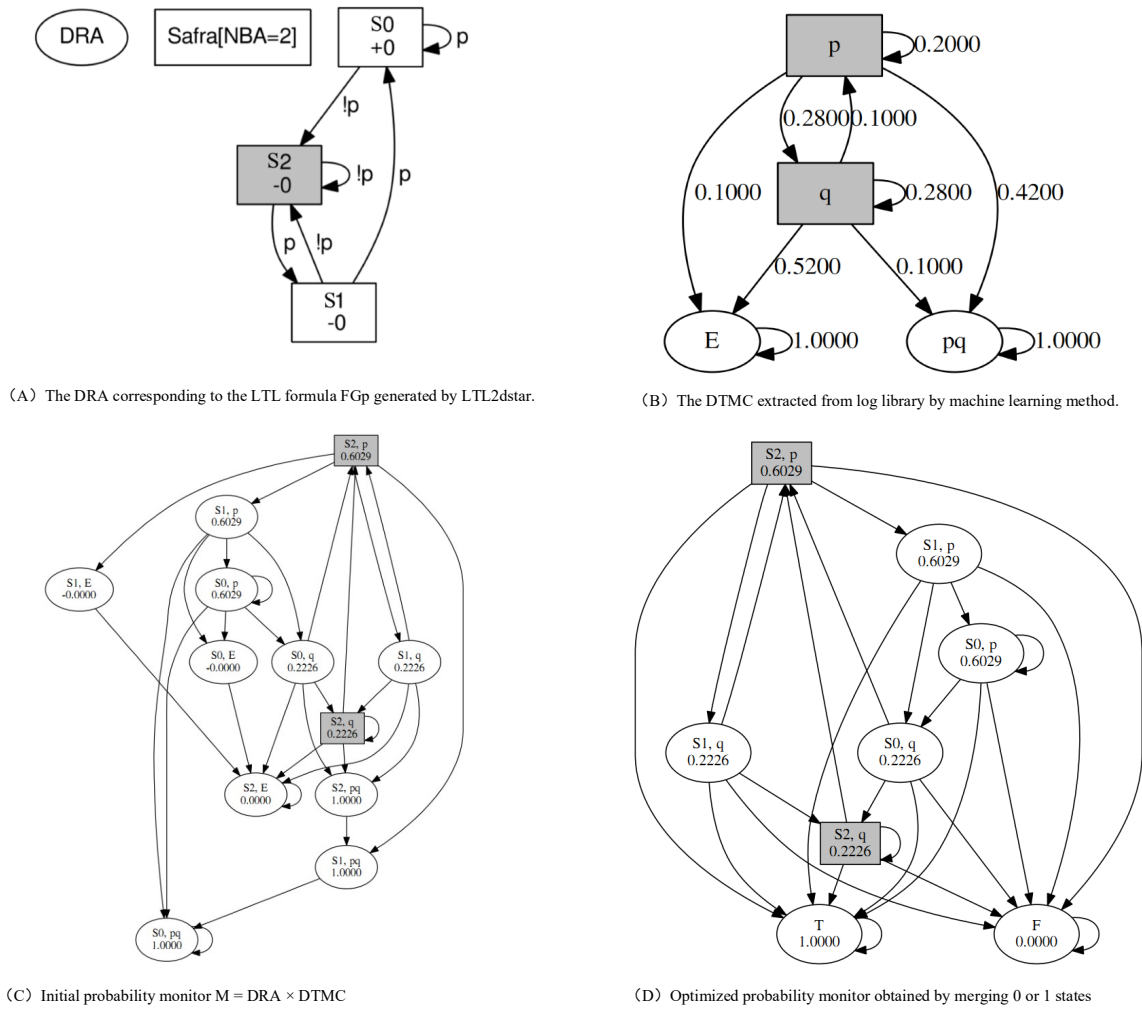 DRA
Safra[NBA=2]
S0
+0
p
!p
S2
-0
!p
p
p
!p
S1
-0
(A) The DRA corresponding to the LTL formula FGp generated by LTL2dstar.
p
0.2000
0.2800
0.1000
q
0.1000
0.2800
0.4200
0.5200
0.1000
E
1.0000
pq
1.0000
(B) The DTMC extracted from log library by machine learning method.
S2, p
0.6029
S1, p
0.6029
S1, E
-0.0000
S0, p
0.6029
S0, E
-0.0000
S0, q
0.2226
S1, q
0.2226
S2, q
0.2226
S2, E
0.0000
S2, pq
1.0000
S1, pq
1.0000
S0, pq
1.0000
(C) Initial probability monitor M = DRA × DTMC
S2, p
0.6029
S1, p
0.6029
S0, p
0.6029
S1, q
0.2226
S0, q
0.2226
S2, q
0.2226
T
1.0000
F
0.0000
(D) Optimized probability monitor obtained by merging 0 or 1 states